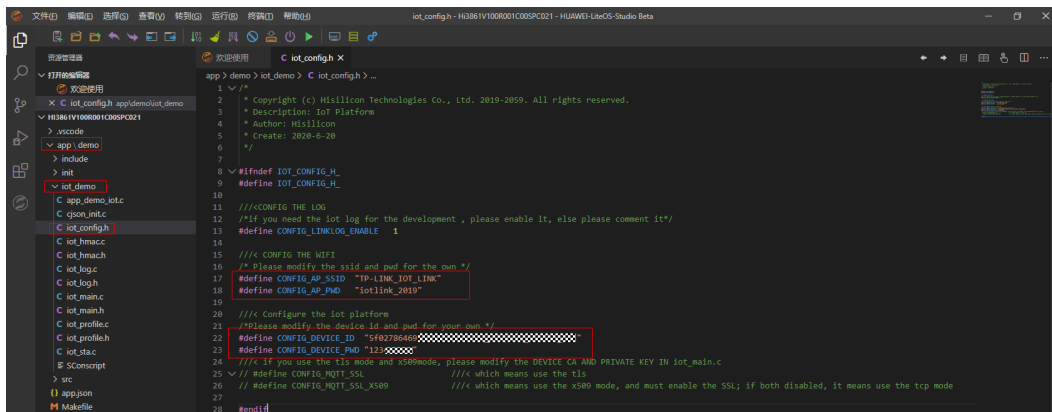 文件(F) 编辑(E) 选择(S) 查看(V) 转到(G) 运行(R) 终端(T) 帮助(H) iot_config.h - Hi3861V100R001C00SPC021 - HUAWEI-LiteOS-Studio Beta
资源管理器
打开的编辑器
欢迎使用
C iot_config.h app\demo\iot_demo
HI3861V100R001C00SPC021
.vscode
app \ demo
include
init
iot_demo
C app_demo_iot.c
C cjson_init.c
C iot_config.h
C iot_hmac.c
C iot_hmac.h
C iot_log.c
C iot_log.h
C iot_main.c
C iot_main.h
C iot_profile.c
C iot_profile.h
C iot_sta.c
SConscript
src
{} app.json
M Makefile
欢迎使用 C iot_config.h ×
app > demo > iot_demo > C iot_config.h > ...
1 /*
2 * Copyright (c) Hisilicon Technologies Co., Ltd. 2019-2059. All rights reserved.
3 * Description: IoT Platform
4 * Author: Hisilicon
5 * Create: 2020-6-20
6 */
7
8 #ifndef IOT_CONFIG_H_
9 #define IOT_CONFIG_H_
10
11 ///<CONFIG THE LOG
12 /*if you need the iot log for the development , please enable it, else please comment it*/
13 #define CONFIG_LINKLOG_ENABLE 1
14
15 ///< CONFIG THE WIFI
16 /* Please modify the ssid and pwd for the own */
17 #define CONFIG_AP_SSID "TP-LINK_IOT_LINK"
18 #define CONFIG_AP_PWD "iotlink_2019"
19
20 ///< Configure the iot platform
21 /*Please modify the device id and pwd for your own */
22 #define CONFIG_DEVICE_ID "5f02786469"
23 #define CONFIG_DEVICE_PWD "123"
24 ///< if you use the tls mode and x509mode, please modify the DEVICE CA AND PRIVATE KEY IN iot_main.c
25 // #define CONFIG_MQTT_SSL ///< which means use the tls
26 // #define CONFIG_MQTT_SSL_X509 ///< which means use the x509 mode, and must enable the SSL; if both disabled, it means use the tcp mode
27
28 #endif